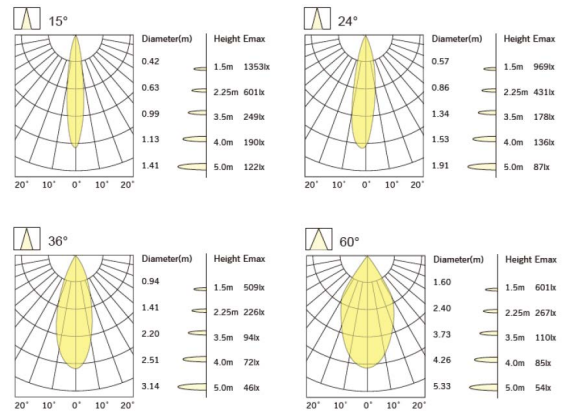 15°
Diameter(m) Height Emax
0.42 1.5m 1353lx
0.63 2.25m 601lx
0.99 3.5m 249lx
1.13 4.0m 190lx
1.41 5.0m 122lx
20° 10° 0° 10° 20°
24°
Diameter(m) Height Emax
0.57 1.5m 969lx
0.86 2.25m 431lx
1.34 3.5m 178lx
1.53 4.0m 136lx
1.91 5.0m 87lx
20° 10° 0° 10° 20°
36°
Diameter(m) Height Emax
0.94 1.5m 509lx
1.41 2.25m 226lx
2.20 3.5m 94lx
2.51 4.0m 72lx
3.14 5.0m 46lx
20° 10° 0° 10° 20°
60°
Diameter(m) Height Emax
1.60 1.5m 601lx
2.40 2.25m 267lx
3.73 3.5m 110lx
4.26 4.0m 85lx
5.33 5.0m 54lx
20° 10° 0° 10° 20°